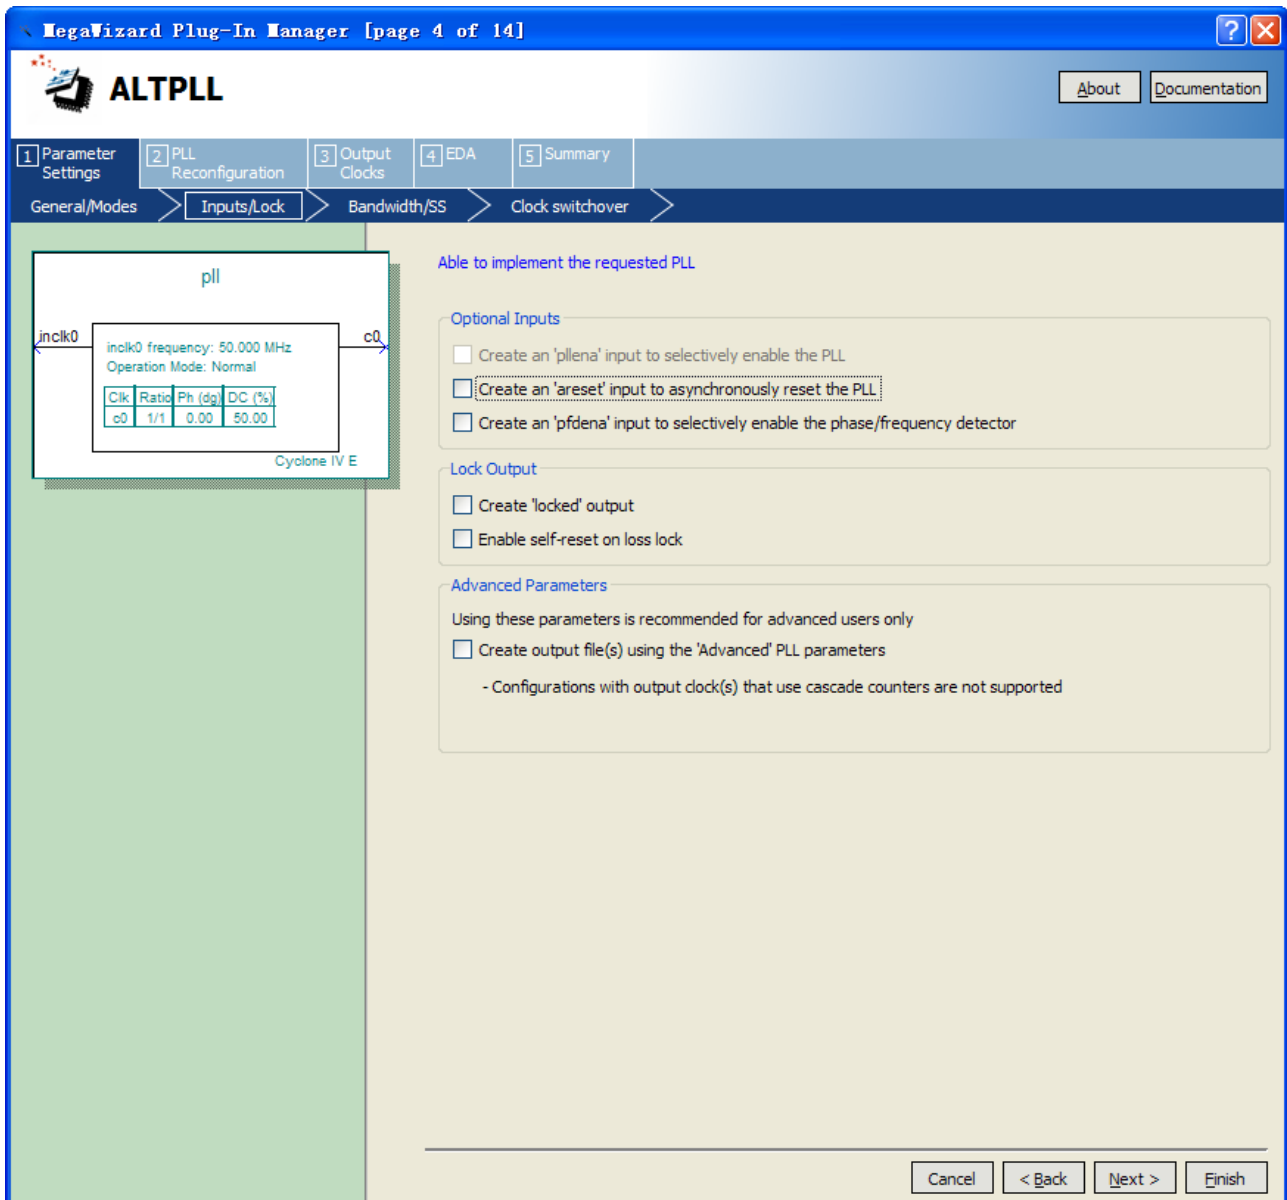 MegaWizard Plug-In Manager [page 4 of 14]
ALTPLL
About
Documentation
1 Parameter Settings
2 PLL Reconfiguration
3 Output Clocks
4 EDA
5 Summary
General/Modes
Inputs/Lock
Bandwidth/SS
Clock switchover
pll
inclk0
c0
inclk0 frequency: 50.000 MHz
Operation Mode: Normal
Clk Ratio Ph (dg) DC (%)
c0 1/1 0.00 50.00
Cyclone IV E
Able to implement the requested PLL
Optional Inputs
Create an 'pllena' input to selectively enable the PLL
Create an 'areset' input to asynchronously reset the PLL
Create an 'pfdena' input to selectively enable the phase/frequency detector
Lock Output
Create 'locked' output
Enable self-reset on loss lock
Advanced Parameters
Using these parameters is recommended for advanced users only
Create output file(s) using the 'Advanced' PLL parameters
- Configurations with output clock(s) that use cascade counters are not supported
Cancel
< Back
Next >
Finish